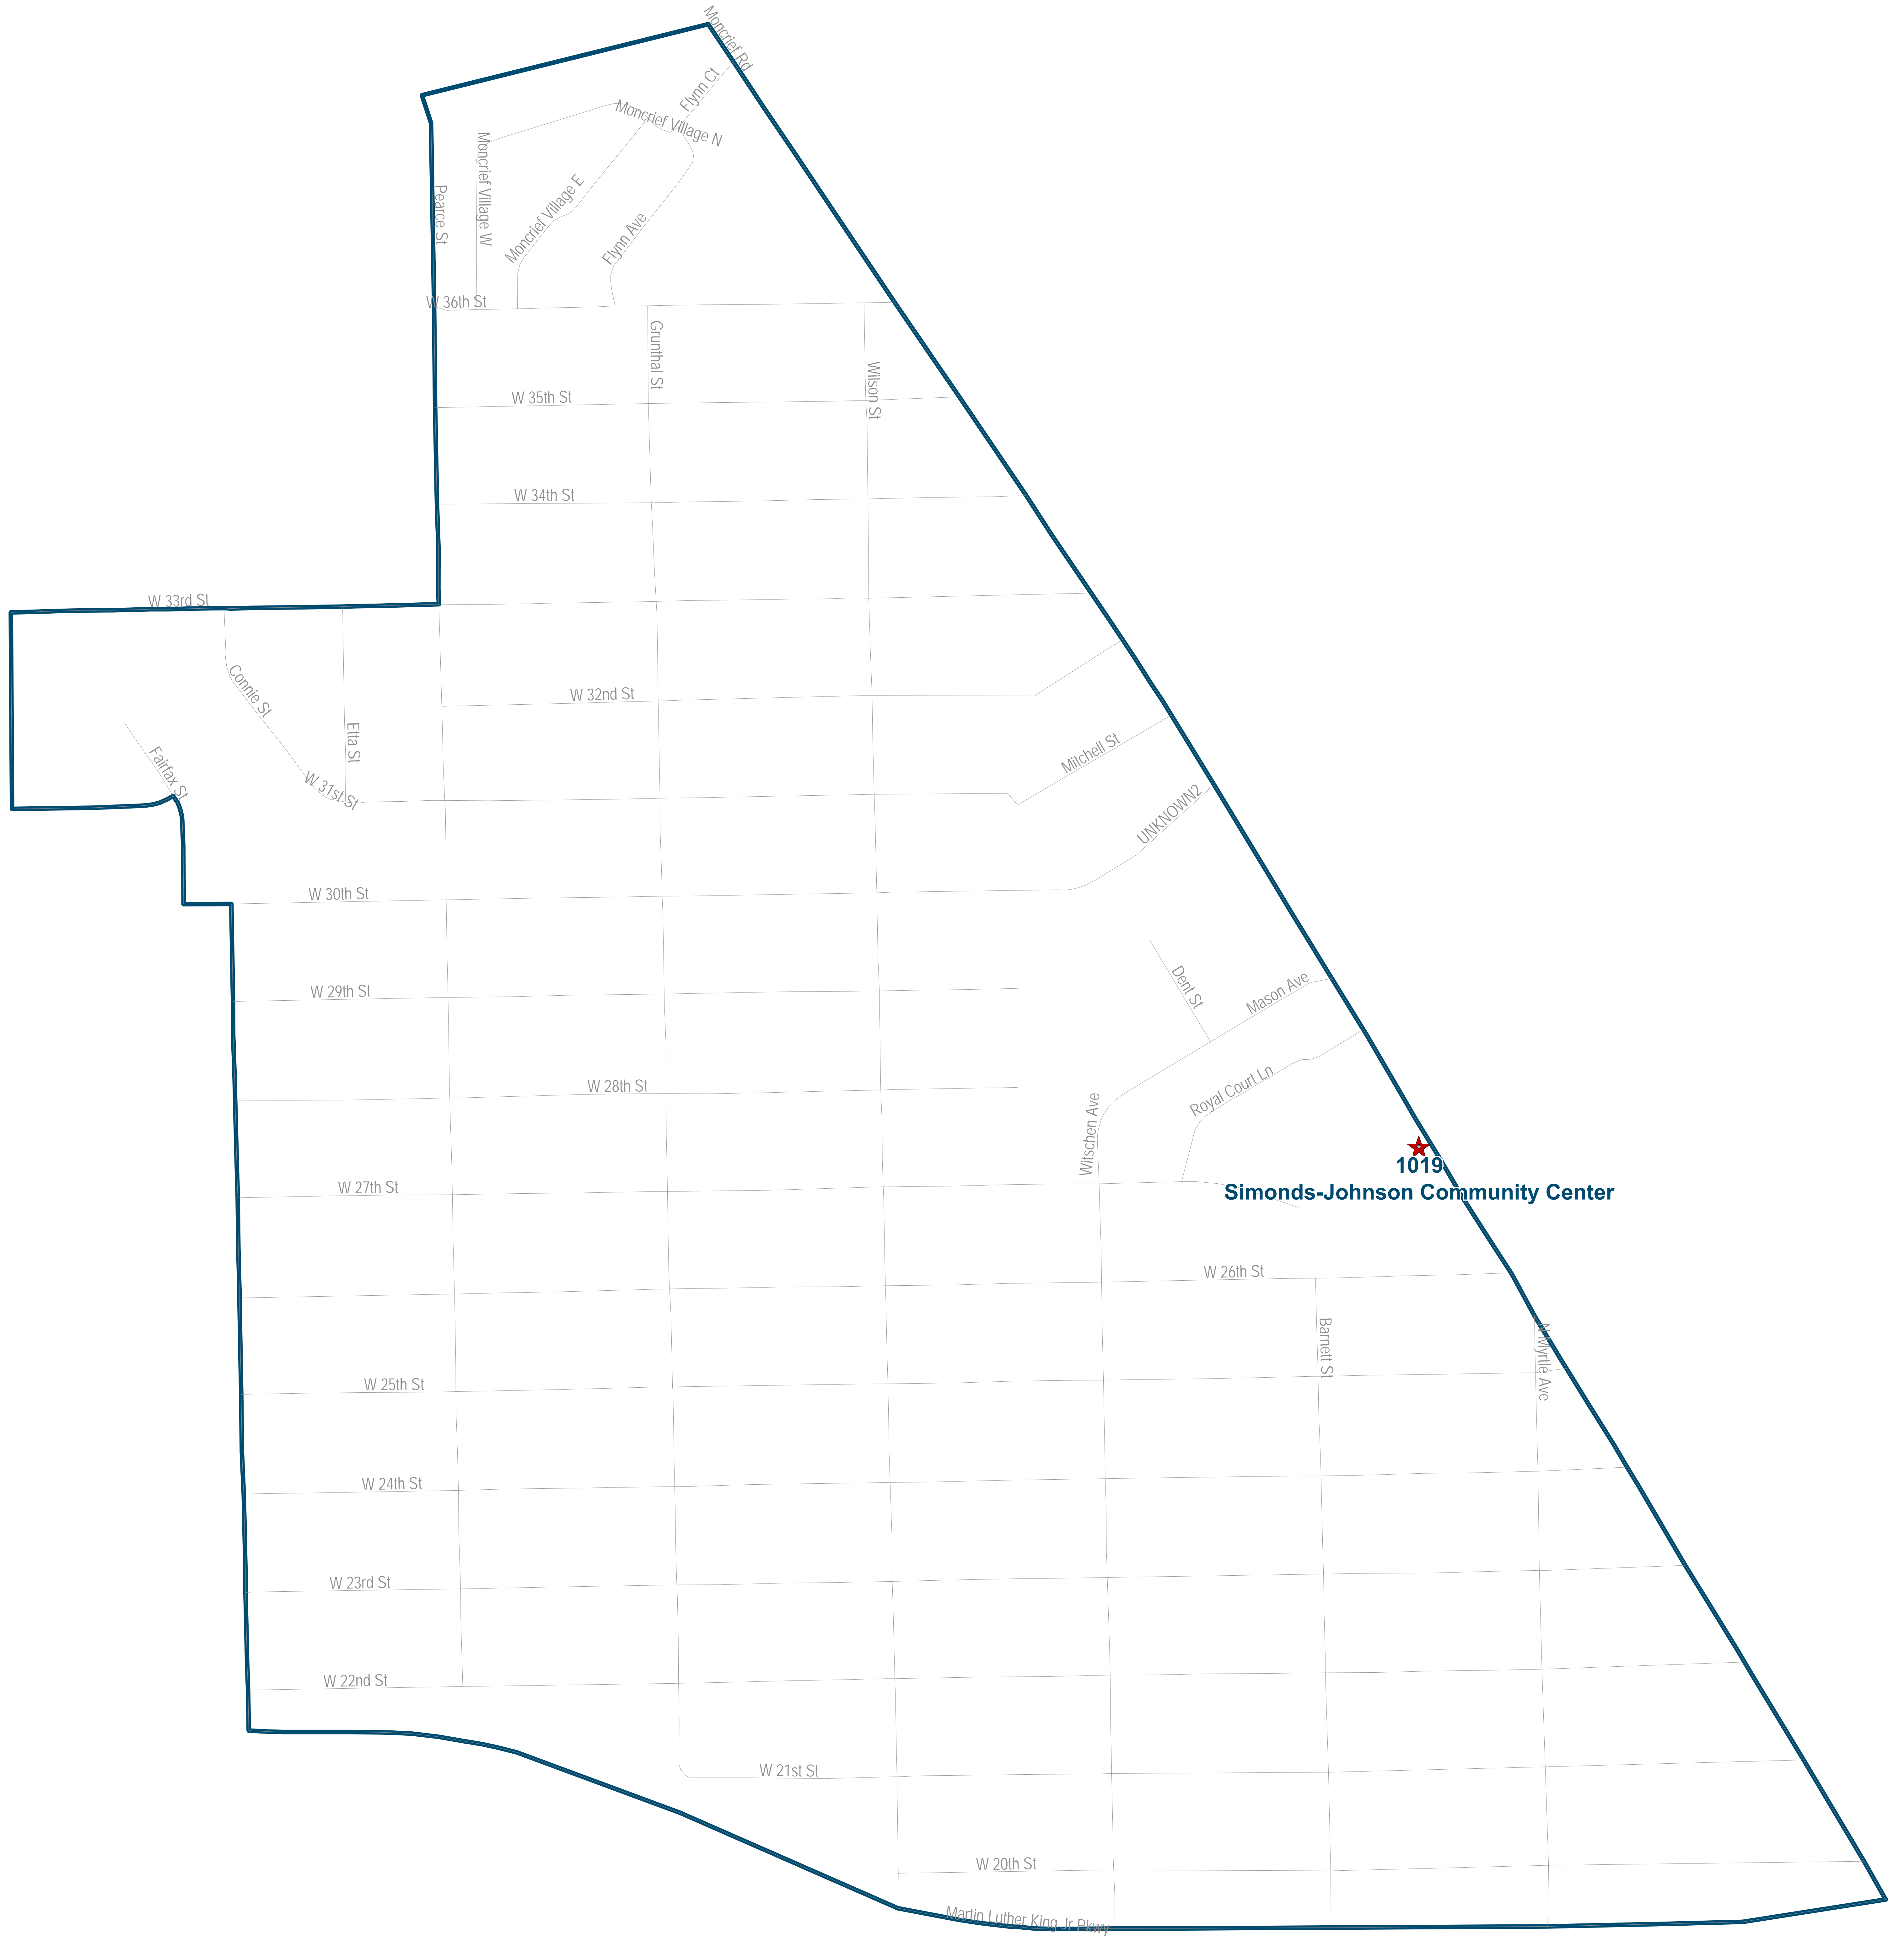 Moncrief Rd
Flynn Ct
Moncrief Village N
Moncrief Village W
Pearce St
Moncrief Village E
Flynn Ave
W 36th St
Grunthal St
Wilson St
W 35th St
W 34th St
W 33rd St
Connie St
W 32nd St
Etta St
Mitchell St
Fairfax St
W 31st St
UNKNOWN2
W 30th St
W 29th St
Dent St
Mason Ave
W 28th St
Royal Court Ln
Witschen Ave
1019
W 27th St
Simonds-Johnson Community Center
W 26th St
Barnett St
N Myrtle Ave
W 25th St
W 24th St
W 23rd St
W 22nd St
W 21st St
W 20th St
Martin Luther King Jr Pkwy